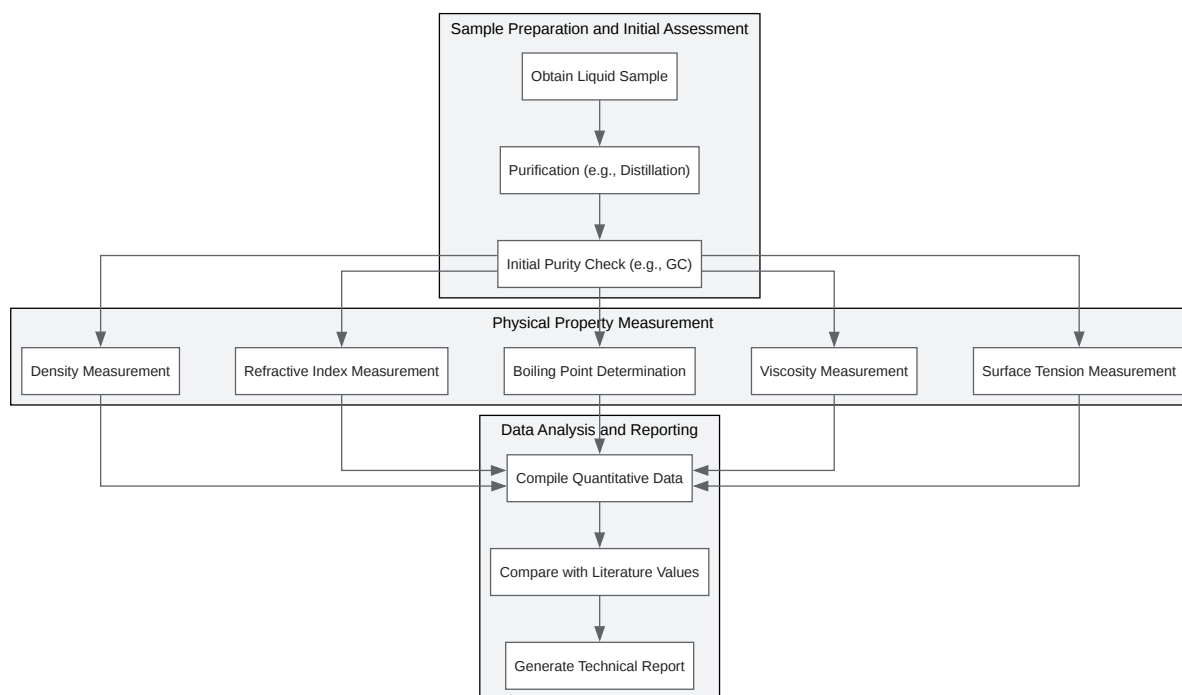 Sample Preparation and Initial Assessment
Obtain Liquid Sample
Purification (e.g., Distillation)
Initial Purity Check (e.g., GC)
Physical Property Measurement
Density Measurement
Refractive Index Measurement
Boiling Point Determination
Viscosity Measurement
Surface Tension Measurement
Data Analysis and Reporting
Compile Quantitative Data
Compare with Literature Values
Generate Technical Report